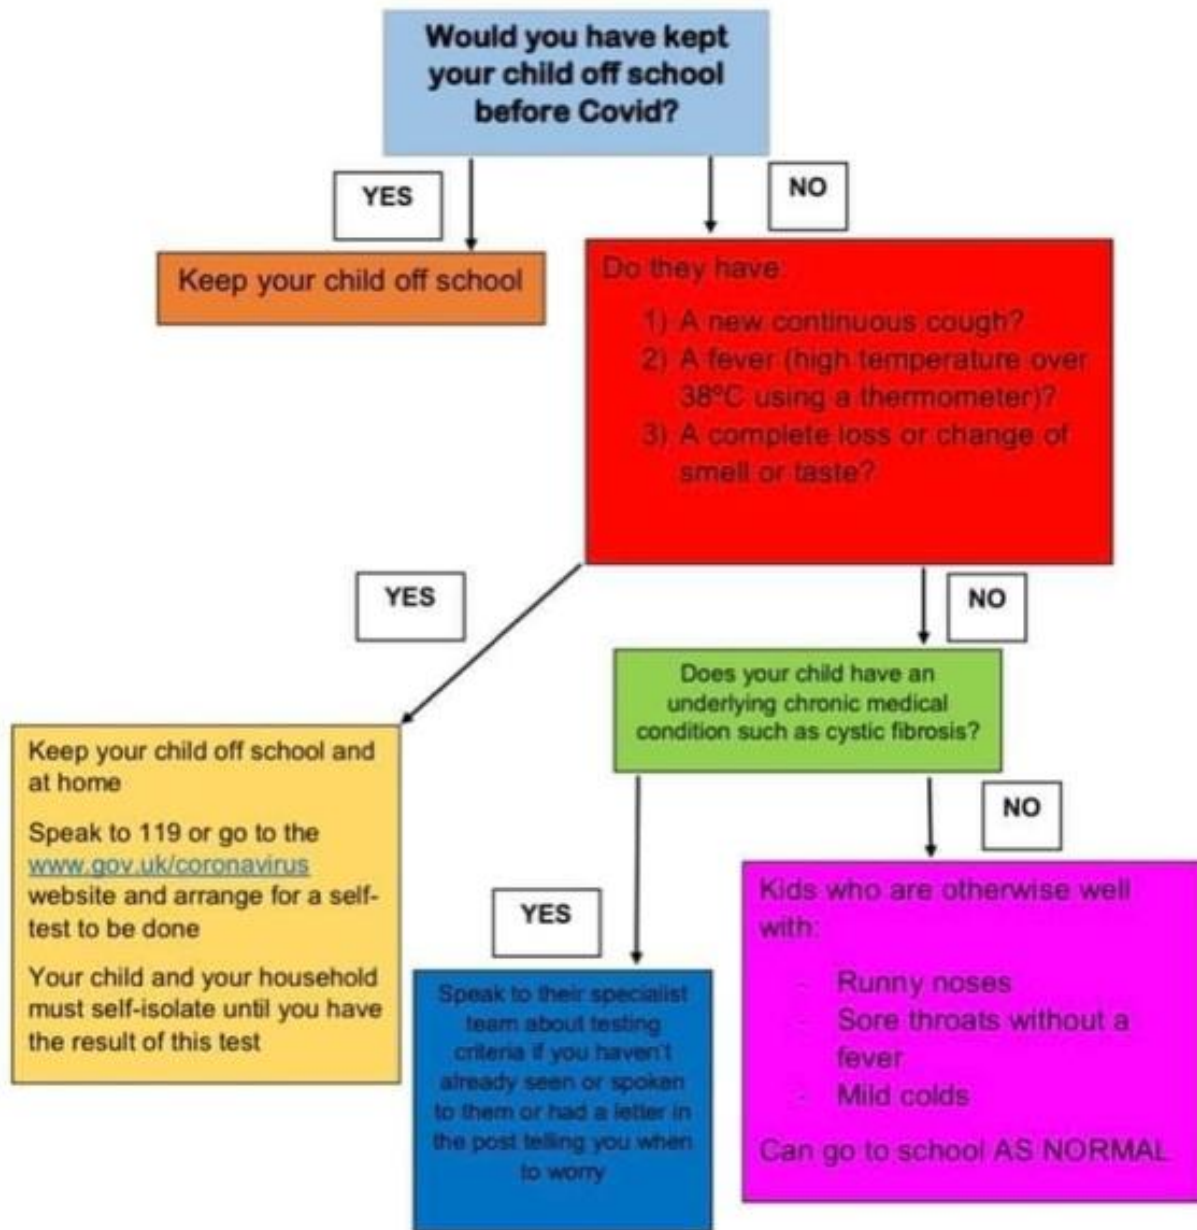 Would you have kept
your child off school
before Covid?
YES
NO
Keep your child off school
Do they have:
1) A new continuous cough?
2) A fever (high temperature over
38ºC using a thermometer)?
3) A complete loss or change of
smell or taste?
YES
NO
Does your child have an
underlying chronic medical
condition such as cystic fibrosis?
Keep your child off school and
at home
Speak to 119 or go to the
www.gov.uk/coronavirus
website and arrange for a self-
test to be done
Your child and your household
must self-isolate until you have
the result of this test
YES
NO
Speak to their specialist
team about testing
criteria if you haven't
already seen or spoken
to them or had a letter in
the post telling you when
to worry
Kids who are otherwise well
with:
- Runny noses
- Sore throats without a
fever
- Mild colds
Can go to school AS NORMAL